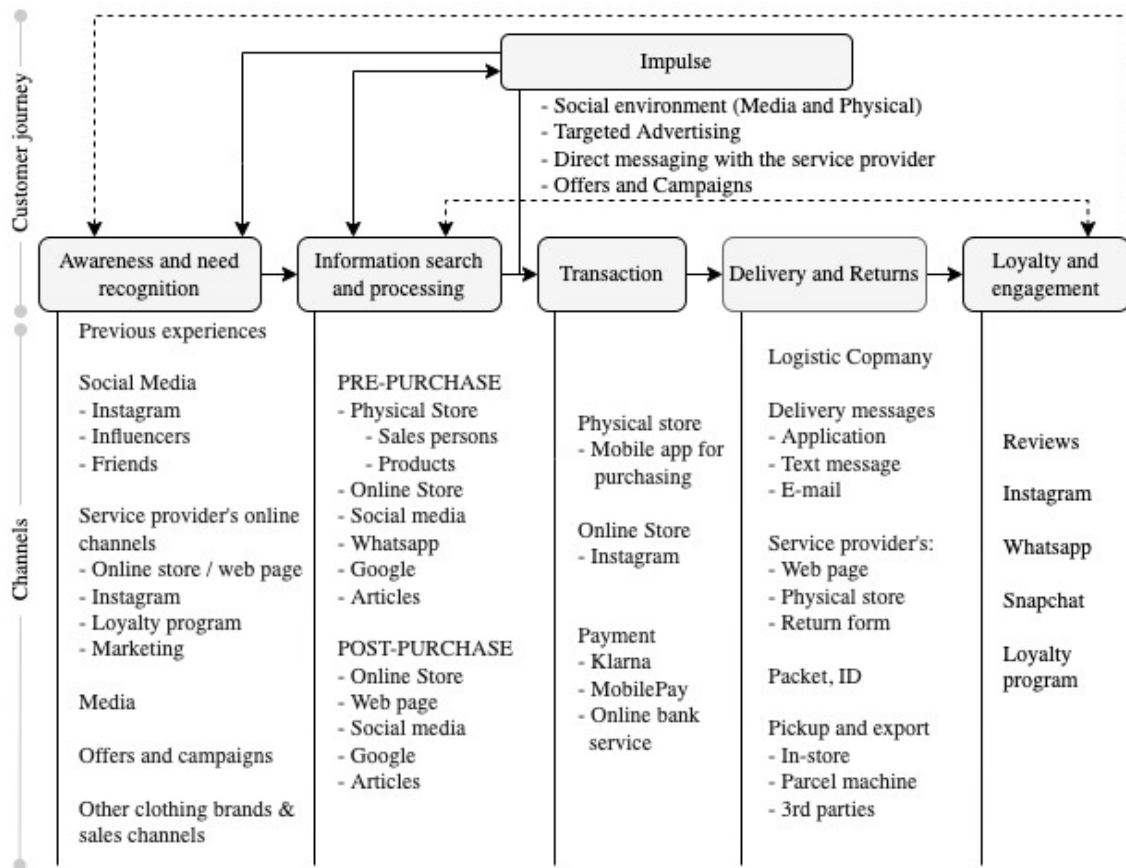 Customer journey
Impulse
- Social environment (Media and Physical)
- Targeted Advertising
- Direct messaging with the service provider
- Offers and Campaigns
Awareness and need
recognition
Information search
and processing
Transaction
Delivery and Returns
Loyalty and
engagement
Channels
Previous experiences
Social Media
- Instagram
- Influencers
- Friends
Service provider's online
channels
- Online store / web page
- Instagram
- Loyalty program
- Marketing
Media
Offers and campaigns
Other clothing brands &
sales channels
PRE-PURCHASE
- Physical Store
- Sales persons
- Products
- Online Store
- Social media
- Whatsapp
- Google
- Articles
POST-PURCHASE
- Online Store
- Web page
- Social media
- Google
- Articles
Physical store
- Mobile app for
purchasing
Online Store
- Instagram
Payment
- Klarna
- MobilePay
- Online bank
service
Logistic Copmany
Delivery messages
- Application
- Text message
- E-mail
Service provider's:
- Web page
- Physical store
- Return form
Packet, ID
Pickup and export
- In-store
- Parcel machine
- 3rd parties
Reviews
Instagram
Whatsapp
Snapchat
Loyalty
program